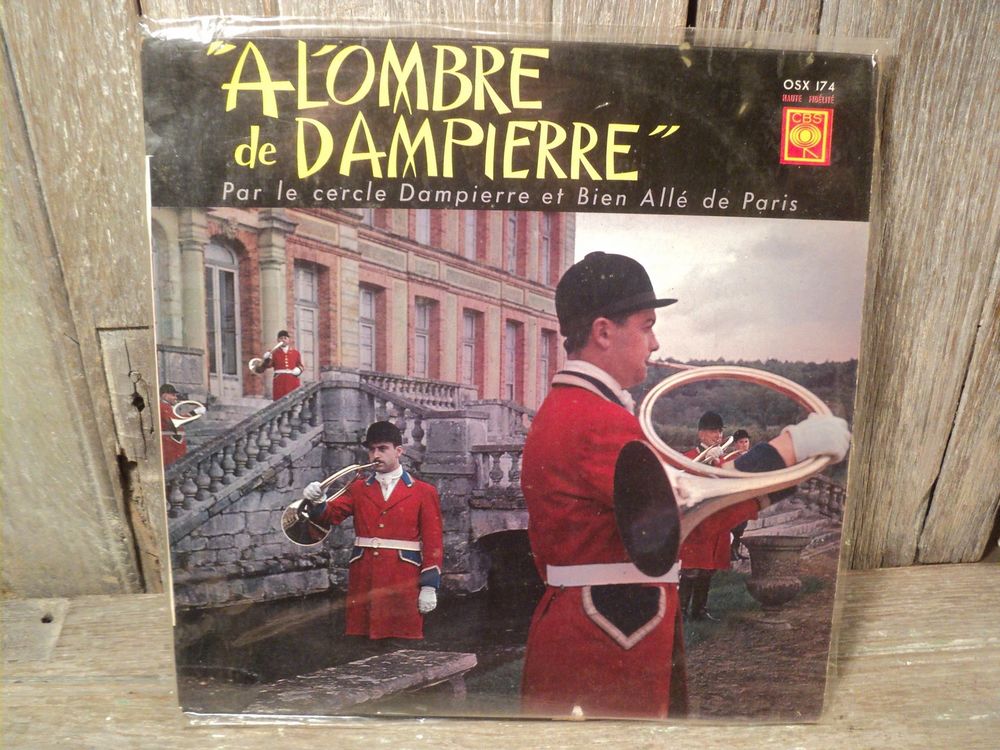 "A L'OMBRE
de DAMPIERRE"
Par le cercle Dampierre et Bien Allé de Paris
OSX 174
HAUTE FIDÉLITÉ
CBS